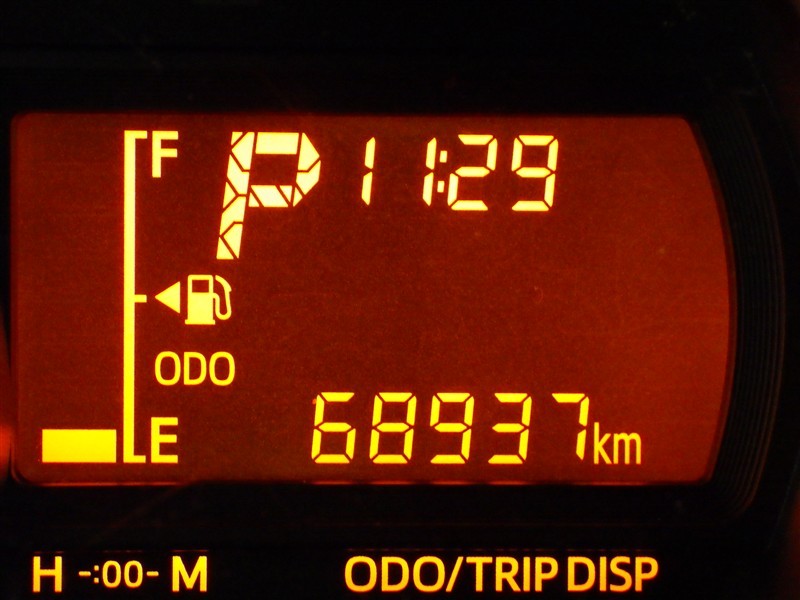 F P 11:29
ODO
E 68937km
H -:00- M ODO/TRIP DISP